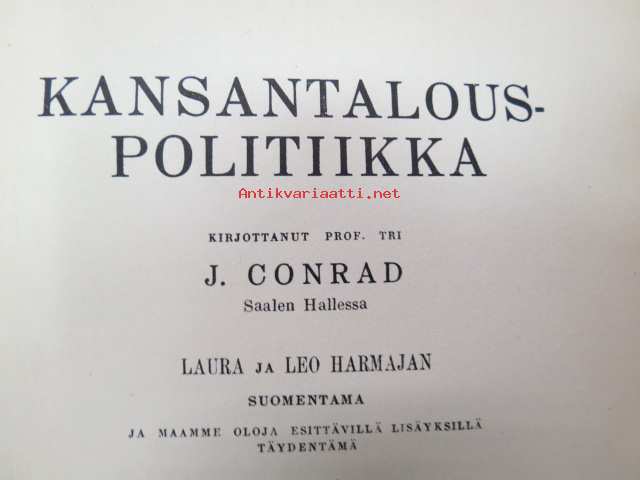 KANSANTALOUS-
POLITIIKKA
Antikvariaatti.net
KIRJOTTANUT PROF. TRI
J. CONRAD
Saalen Hallessa
LAURA JA LEO HARMAJAN
SUOMENTAMA
JA MAAMME OLOJA ESITTÄVILLÄ LISÄYKSILLÄ
TÄYDENTÄMÄ